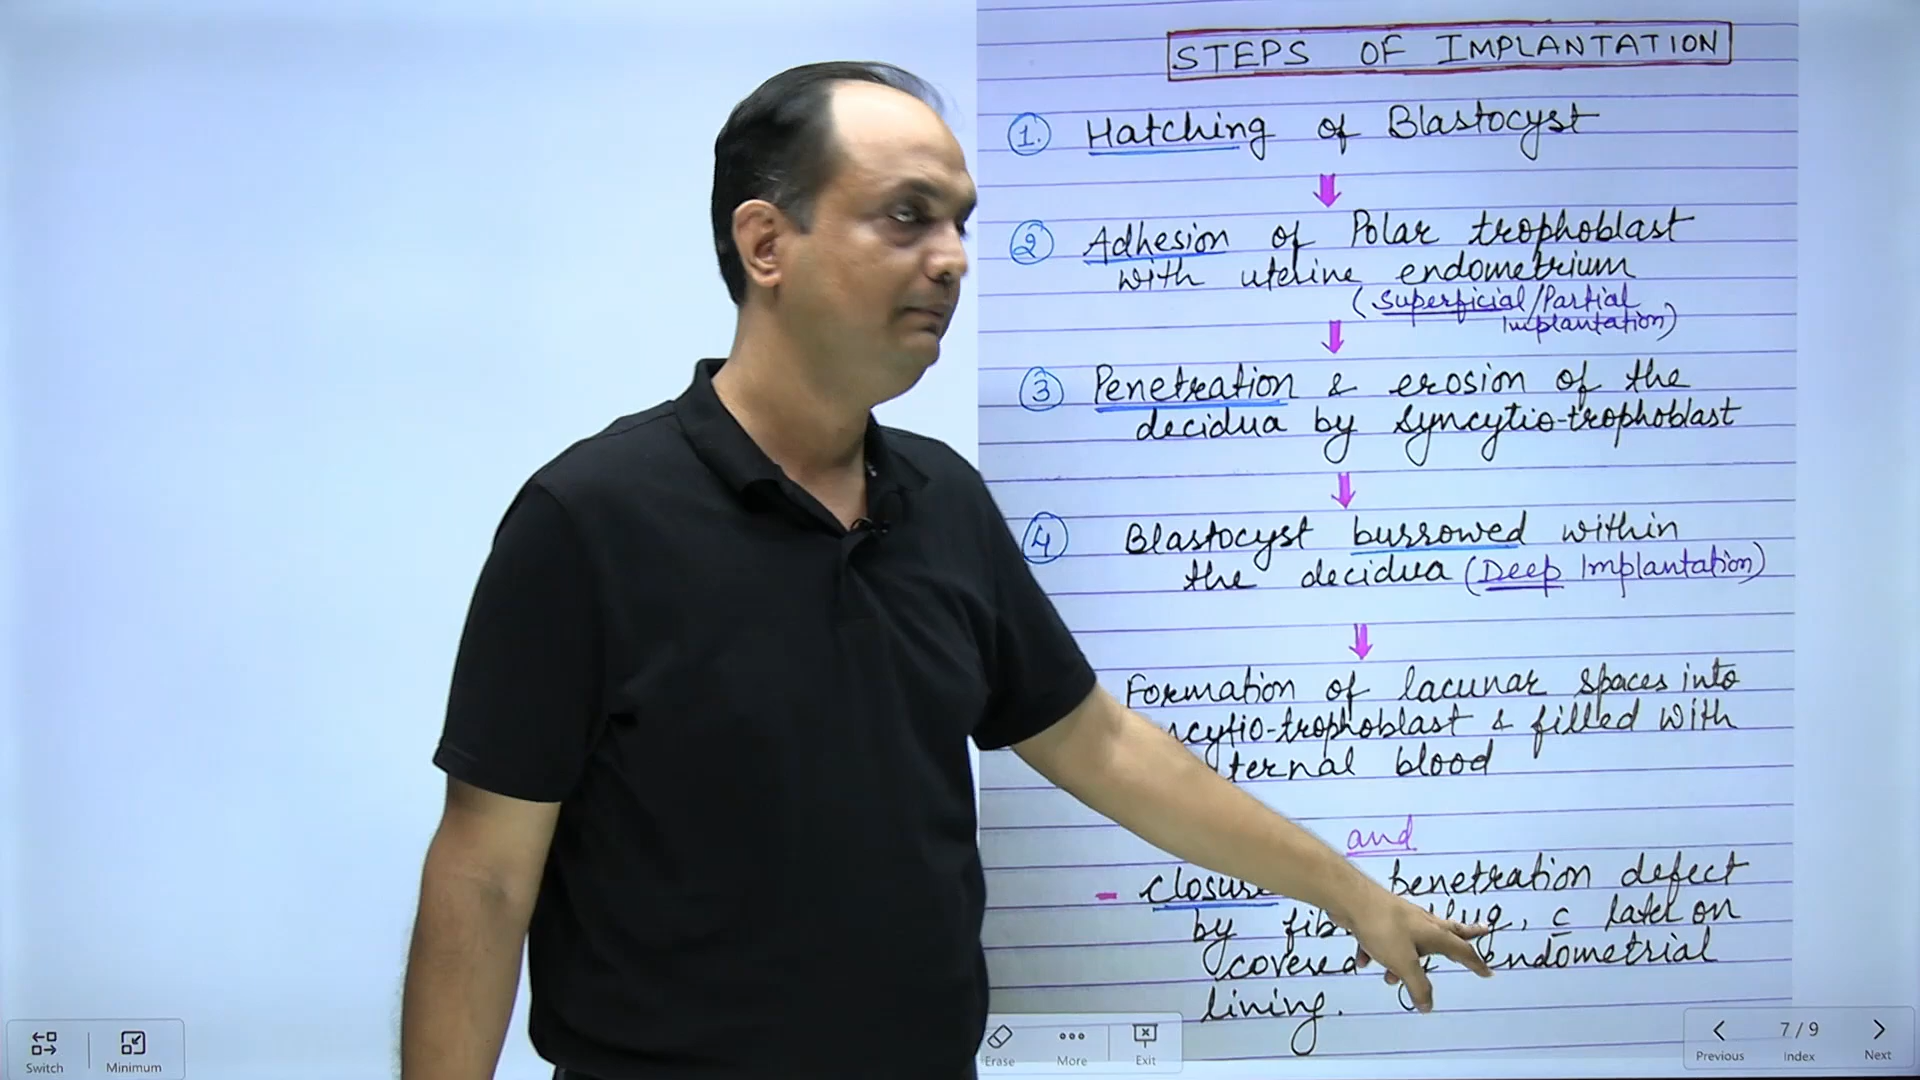 STEPS OF IMPLANTATION
1. Hatching of Blastocyst
2 Adhesion of Polar trophoblast
with uterine endometrium
(Superficial/Partial
Implantation)
3 Penetration & erosion of the
decidua by Syncytio-trophoblast
4 Blastocyst burrowed within
the decidua (Deep Implantation)
Formation of lacunar spaces into
trophoblast & filled with
blood
and
- Closure penetration defect
by plug, c later on
covered endometrial
lining.
Switch
Minimum
Erase
More
Exit
Previous
7 / 9
Index
Next